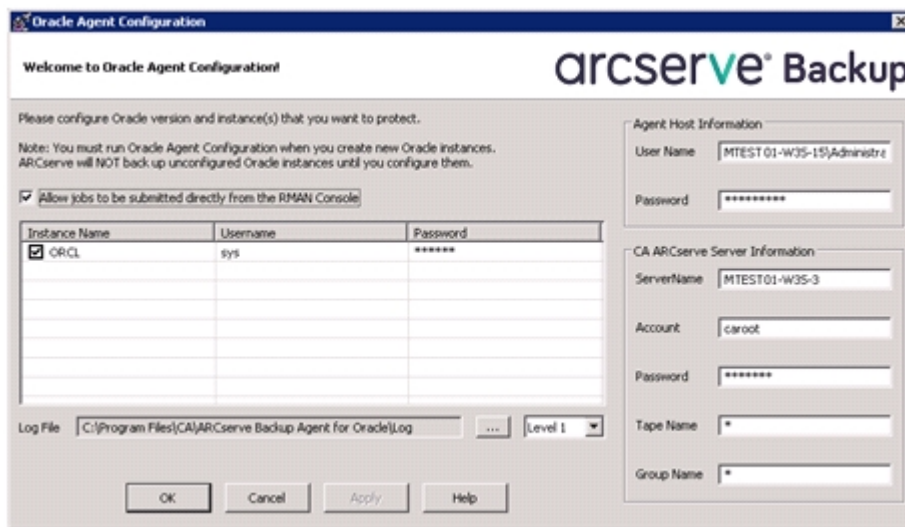 Oracle Agent Configuration
Welcome to Oracle Agent Configuration!
arcserve® Backup
Please configure Oracle version and instance(s) that you want to protect.
Note: You must run Oracle Agent Configuration when you create new Oracle instances.
ARCserve will NOT back up unconfigured Oracle instances until you configure them.
Allow jobs to be submitted directly from the RMAN Console
Instance Name Username Password
ORCL sys ******
Log File C:\Program Files\CA\ARCserve Backup Agent for Oracle\Log ... Level 1
OK Cancel Apply Help
Agent Host Information
User Name MTEST01-W35-15\Administra
Password *********
CA ARCserve Server Information
ServerName MTEST01-W35-3
Account caroot
Password *******
Tape Name *
Group Name *